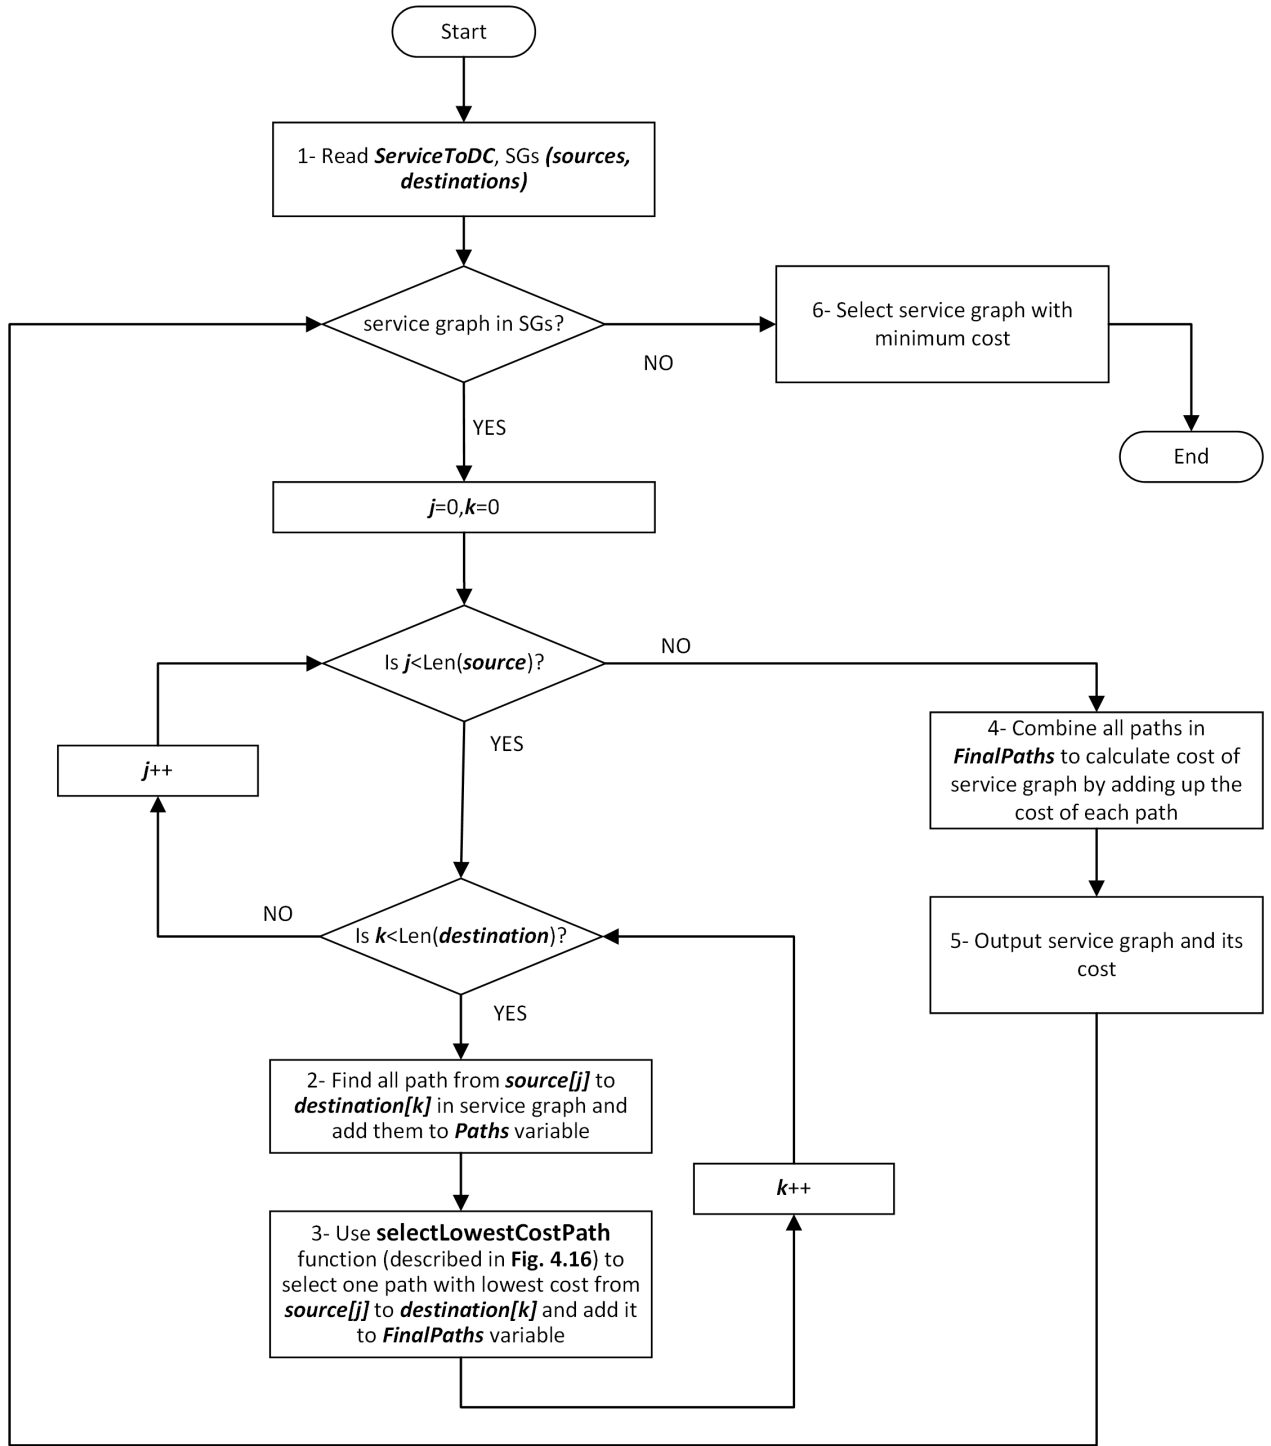 Start
1- Read ServiceToDC, SGs (sources,
destinations)
service graph in SGs?
NO
6- Select service graph with
minimum cost
End
YES
j=0,k=0
Is j<Len(source)?
NO
YES
j++
4- Combine all paths in
FinalPaths to calculate cost of
service graph by adding up the
cost of each path
Is k<Len(destination)?
NO
YES
5- Output service graph and its
cost
2- Find all path from source[j] to
destination[k] in service graph and
add them to Paths variable
k++
3- Use selectLowestCostPath
function (described in Fig. 4.16) to
select one path with lowest cost from
source[j] to destination[k] and add it
to FinalPaths variable